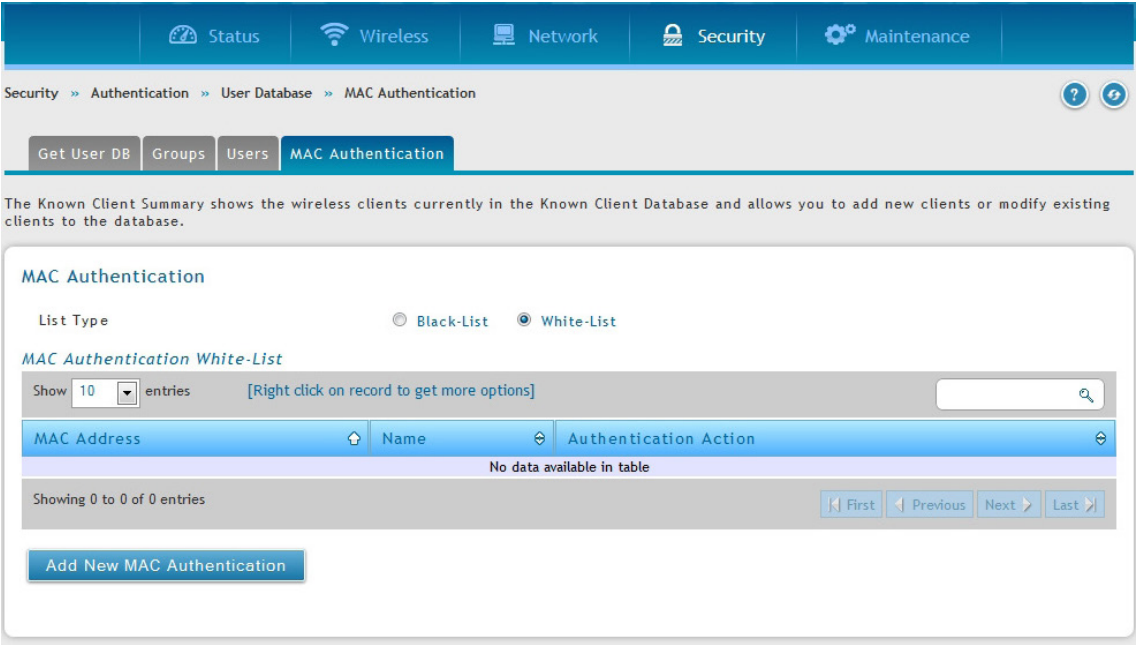 Status Wireless Network Security Maintenance
Security » Authentication » User Database » MAC Authentication
?
Get User DB Groups Users MAC Authentication
The Known Client Summary shows the wireless clients currently in the Known Client Database and allows you to add new clients or modify existing
clients to the database.
MAC Authentication
List Type Black-List White-List
MAC Authentication White-List
Show 10 entries [Right click on record to get more options]
MAC Address Name Authentication Action
No data available in table
Showing 0 to 0 of 0 entries First Previous Next Last
Add New MAC Authentication